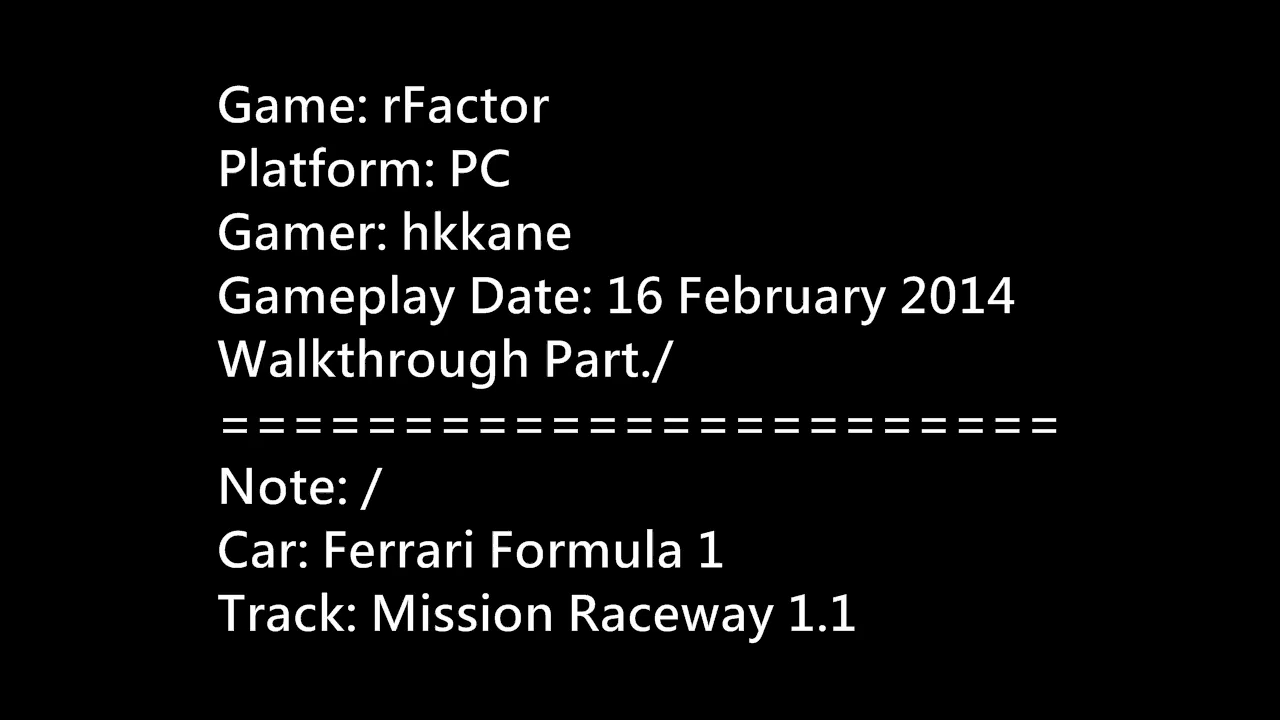 Game: rFactor
Platform: PC
Gamer: hkkane
Gameplay Date: 16 February 2014
Walkthrough Part./
=======================
Note: /
Car: Ferrari Formula 1
Track: Mission Raceway 1.1